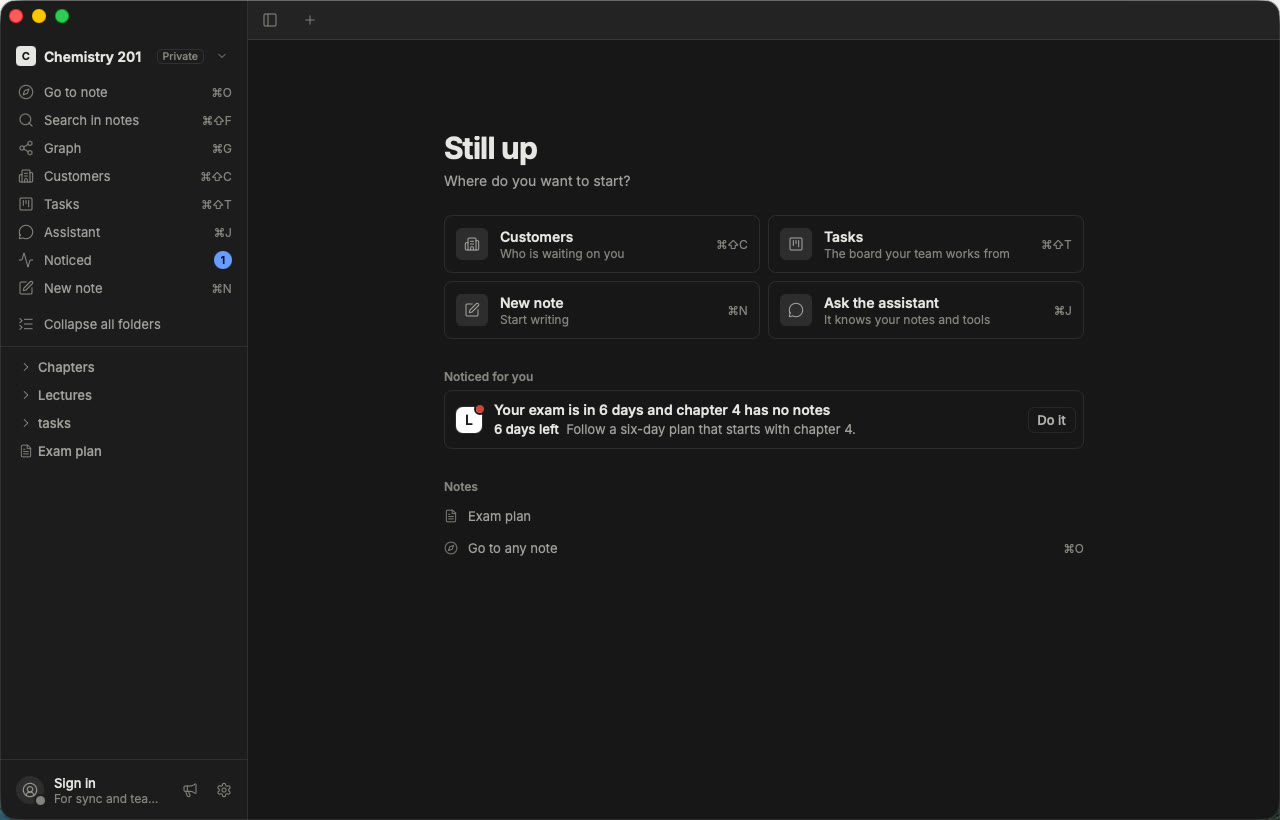 C Chemistry 201 Private
Go to note ⌘O
Search in notes ⌘⇧F
Graph ⌘G
Customers ⌘⇧C
Tasks ⌘⇧T
Assistant ⌘J
Noticed 1
New note ⌘N
Collapse all folders
Chapters
Lectures
tasks
Exam plan
Sign in
For sync and tea...
Still up
Where do you want to start?
Customers
Who is waiting on you
⌘⇧C
Tasks
The board your team works from
⌘⇧T
New note
Start writing
⌘N
Ask the assistant
It knows your notes and tools
⌘J
Noticed for you
L
Your exam is in 6 days and chapter 4 has no notes
6 days left Follow a six-day plan that starts with chapter 4.
Do it
Notes
Exam plan
Go to any note ⌘O